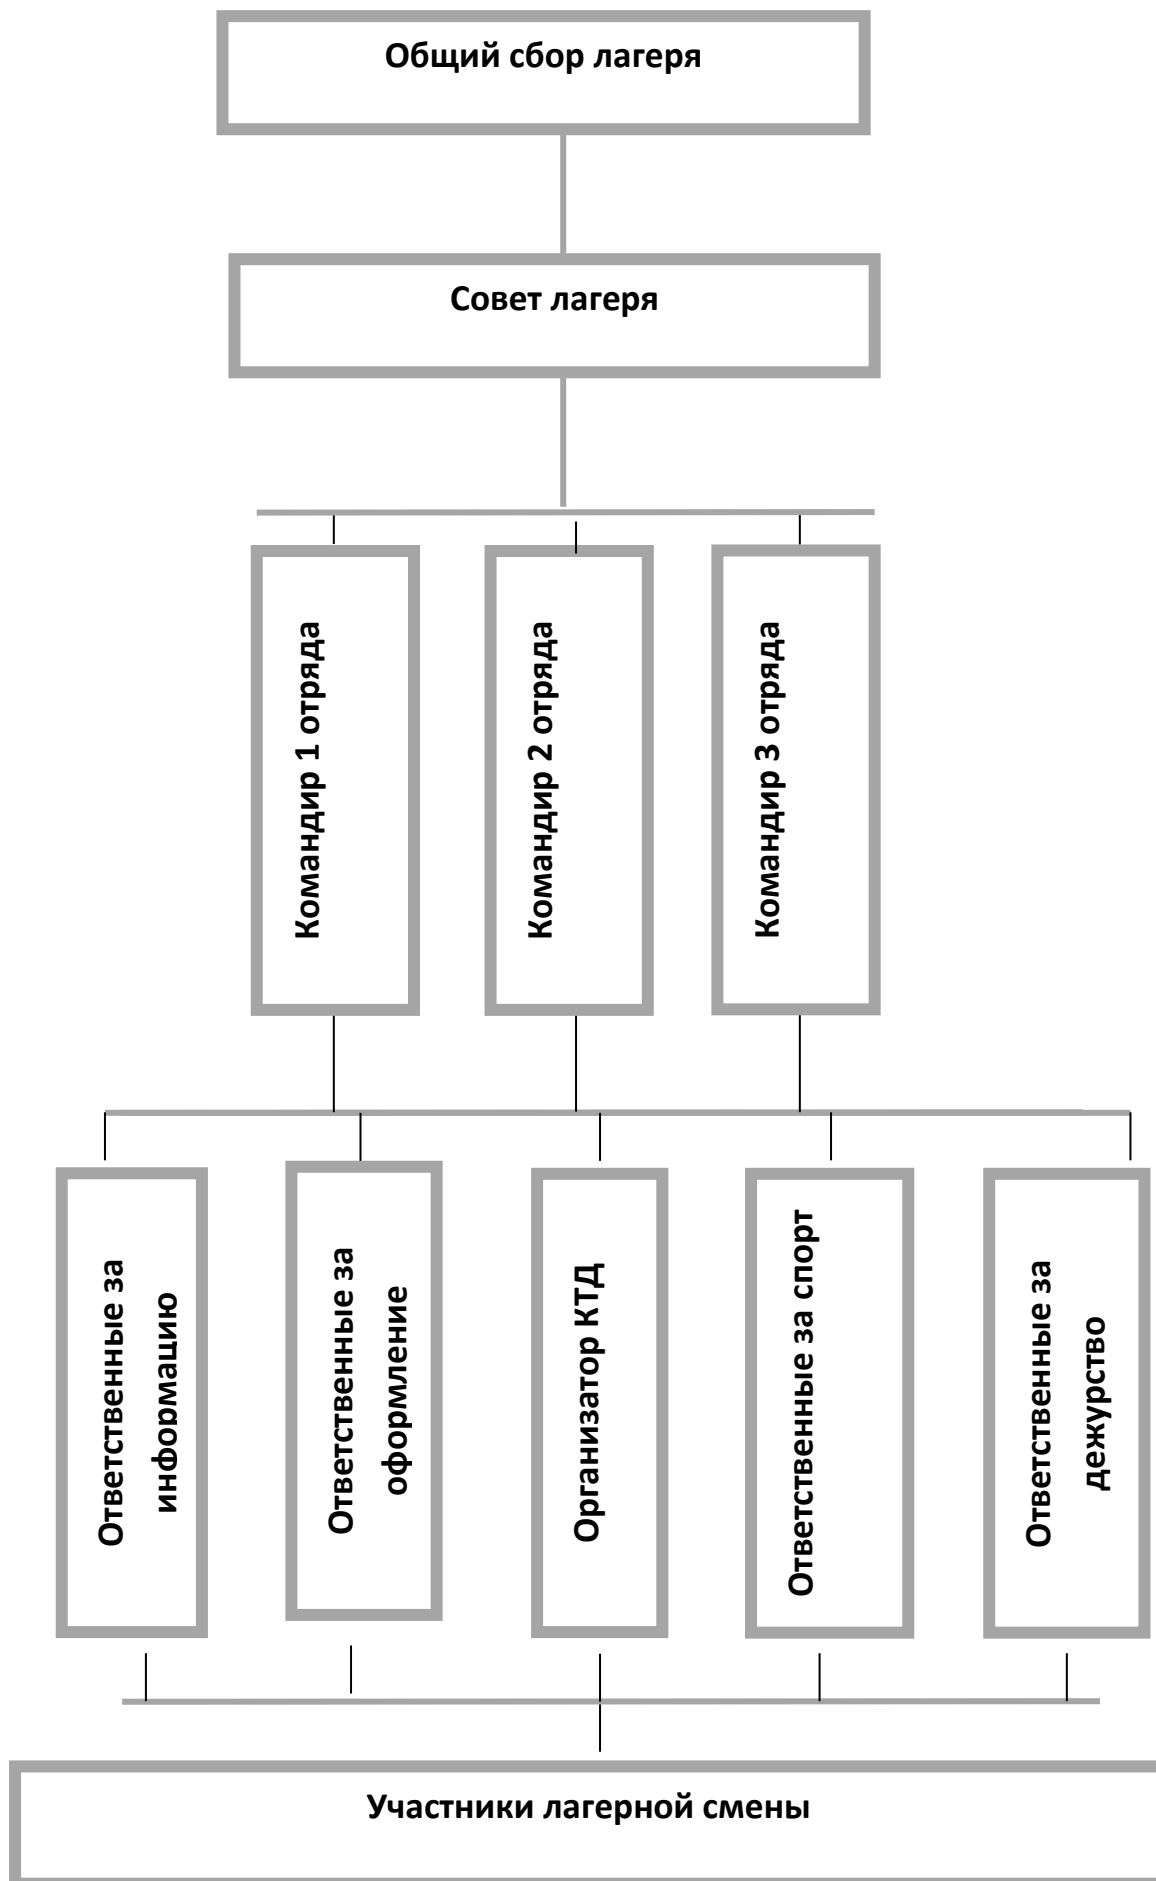 Общий сбор лагеря
Совет лагеря
Командир 1 отряда
Командир 2 отряда
Командир 3 отряда
Ответственные за
информацию
Ответственные за
оформление
Организатор КТД
Ответственные за спорт
Ответственные за
дежурство
Участники лагерной смены